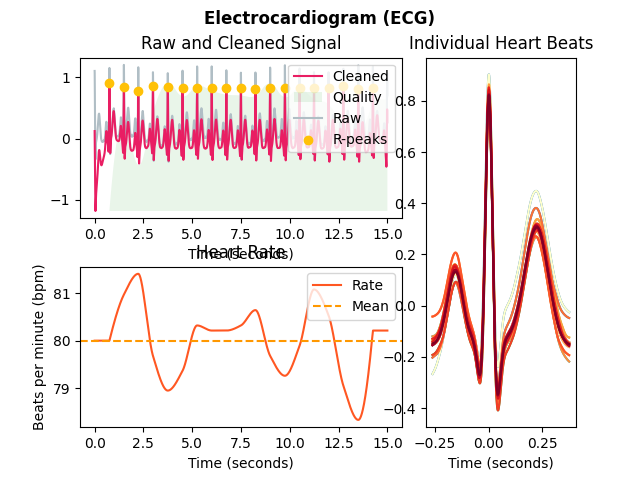 Electrocardiogram (ECG)
Raw and Cleaned Signal
1
0
−1
Cleaned
Quality
Raw
R-peaks
0.0 2.5 5.0 7.5 10.0 12.5 15.0
Time (seconds)
Heart Rate
Beats per minute (bpm)
81
80
79
Rate
Mean
0.0 2.5 5.0 7.5 10.0 12.5 15.0
Time (seconds)
Individual Heart Beats
0.8
0.6
0.4
0.2
0.0
−0.2
−0.4
−0.25 0.00 0.25
Time (seconds)